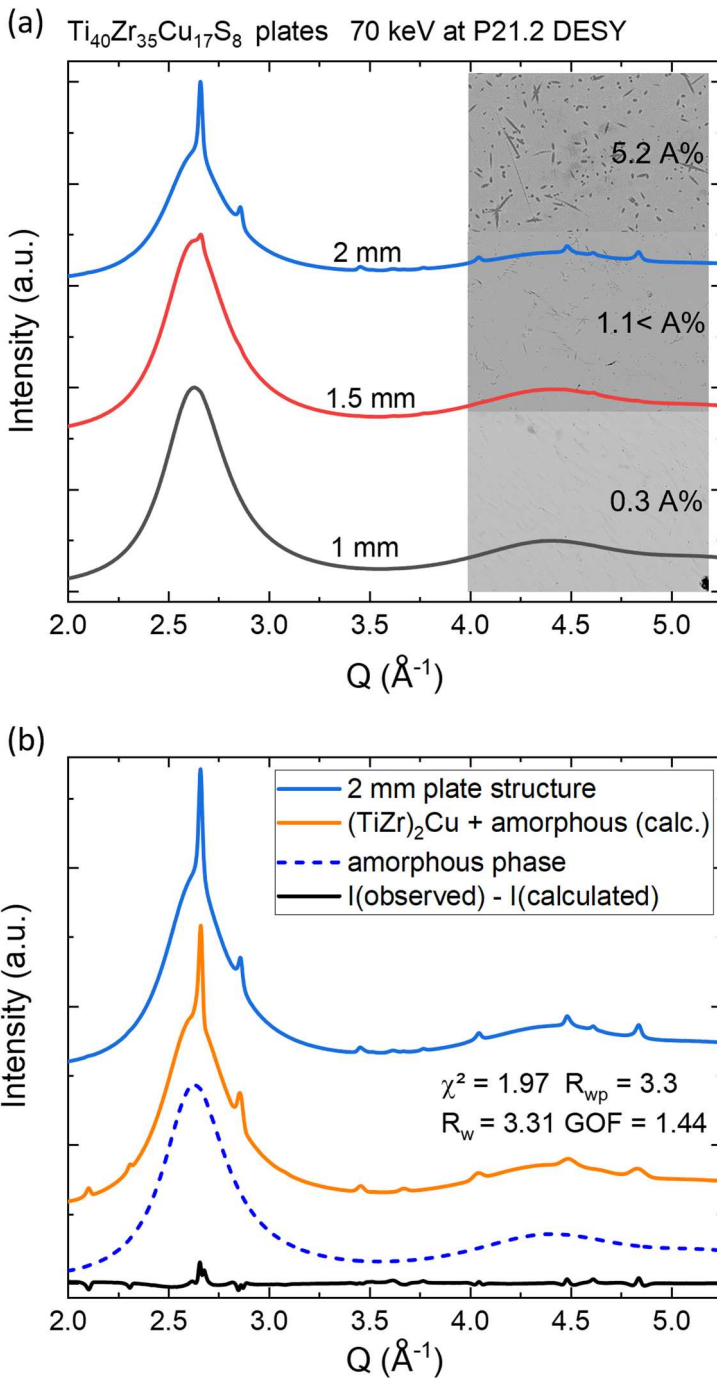 (a)
Ti₄₀Zr₃₅Cu₁₇S₈ plates 70 keV at P21.2 DESY
5.2 A%
2 mm
1.1< A%
1.5 mm
0.3 A%
1 mm
Intensity (a.u.)
2.0 2.5 3.0 3.5 4.0 4.5 5.0
Q (Å⁻¹)
(b)
2 mm plate structure
(TiZr)₂Cu + amorphous (calc.)
amorphous phase
I(observed) - I(calculated)
χ² = 1.97 Rwp = 3.3
Rw = 3.31 GOF = 1.44
Intensity (a.u.)
2.0 2.5 3.0 3.5 4.0 4.5 5.0
Q (Å⁻¹)